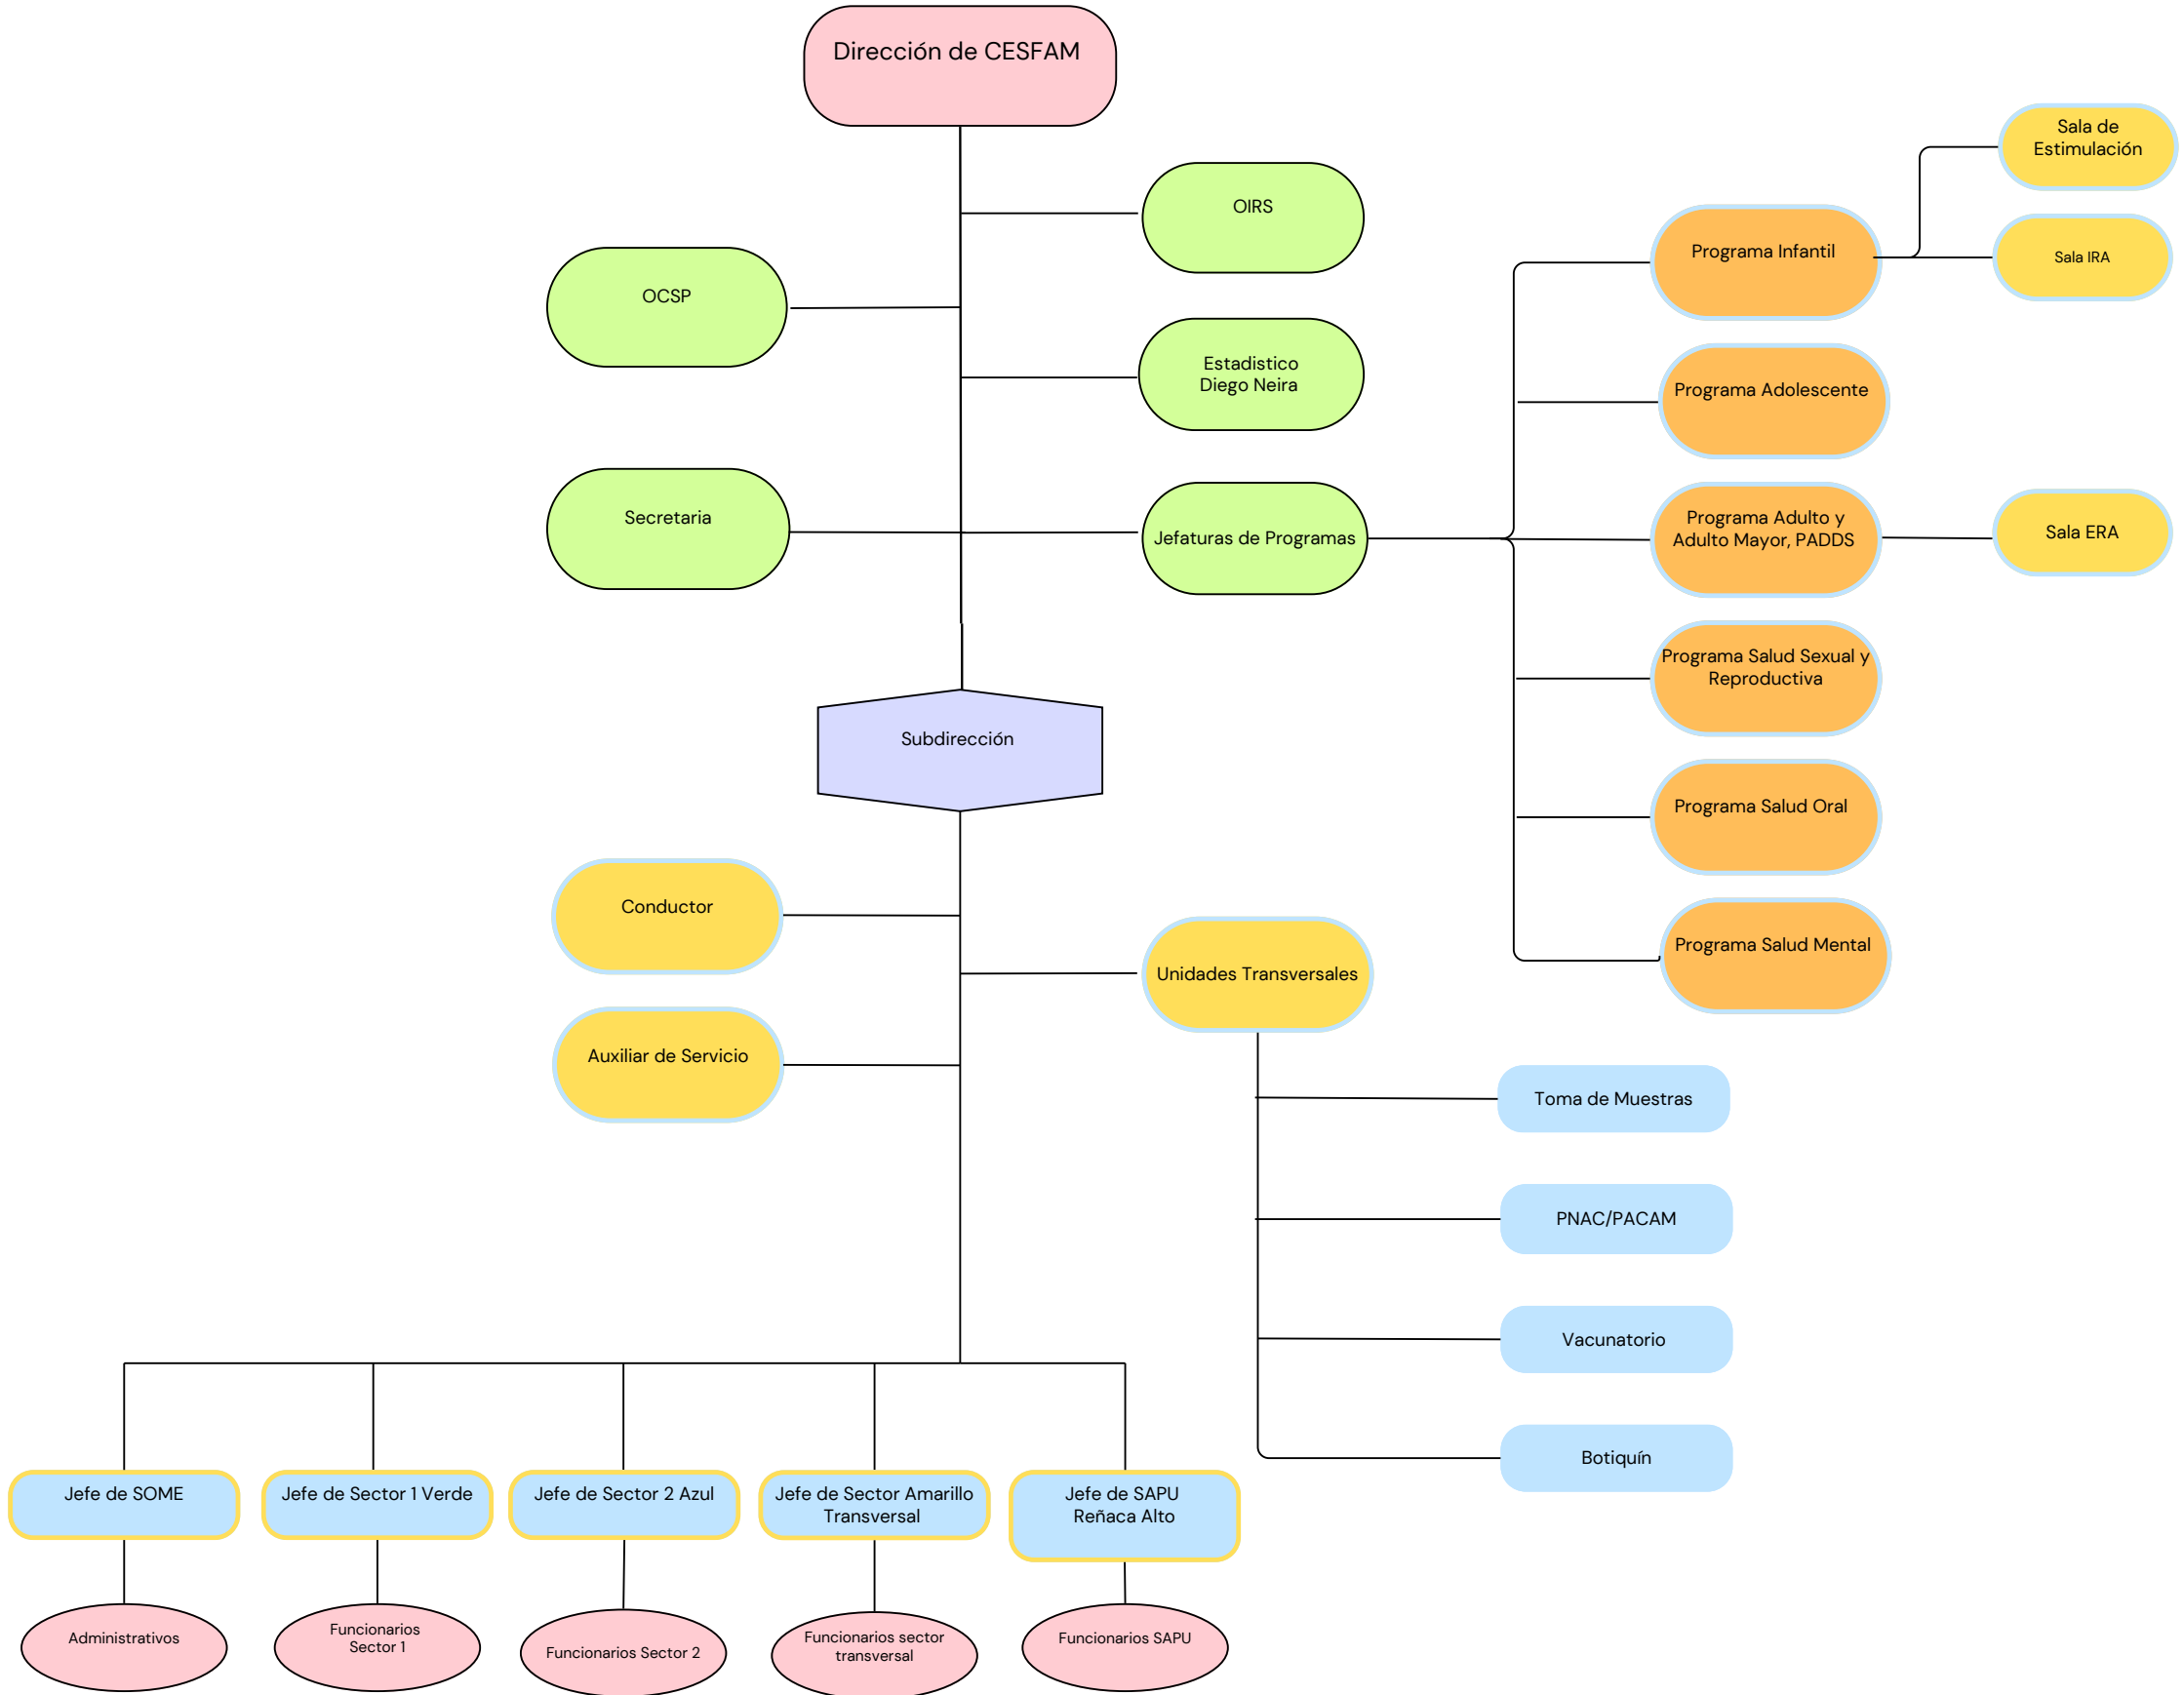 Dirección de CESFAM
Sala de
Estimulación
OIRS
Programa Infantil
Sala IRA
OCSP
Estadistico
Diego Neira
Programa Adolescente
Secretaria
Jefaturas de Programas
Programa Adulto y
Adulto Mayor, PADDS
Sala ERA
Programa Salud Sexual y
Reproductiva
Subdirección
Programa Salud Oral
Conductor
Programa Salud Mental
Unidades Transversales
Auxiliar de Servicio
Toma de Muestras
PNAC/PACAM
Vacunatorio
Botiquín
Jefe de SOME
Jefe de Sector 1 Verde
Jefe de Sector 2 Azul
Jefe de Sector Amarillo
Transversal
Jefe de SAPU
Reñaca Alto
Administrativos
Funcionarios
Sector 1
Funcionarios Sector 2
Funcionarios sector
transversal
Funcionarios SAPU